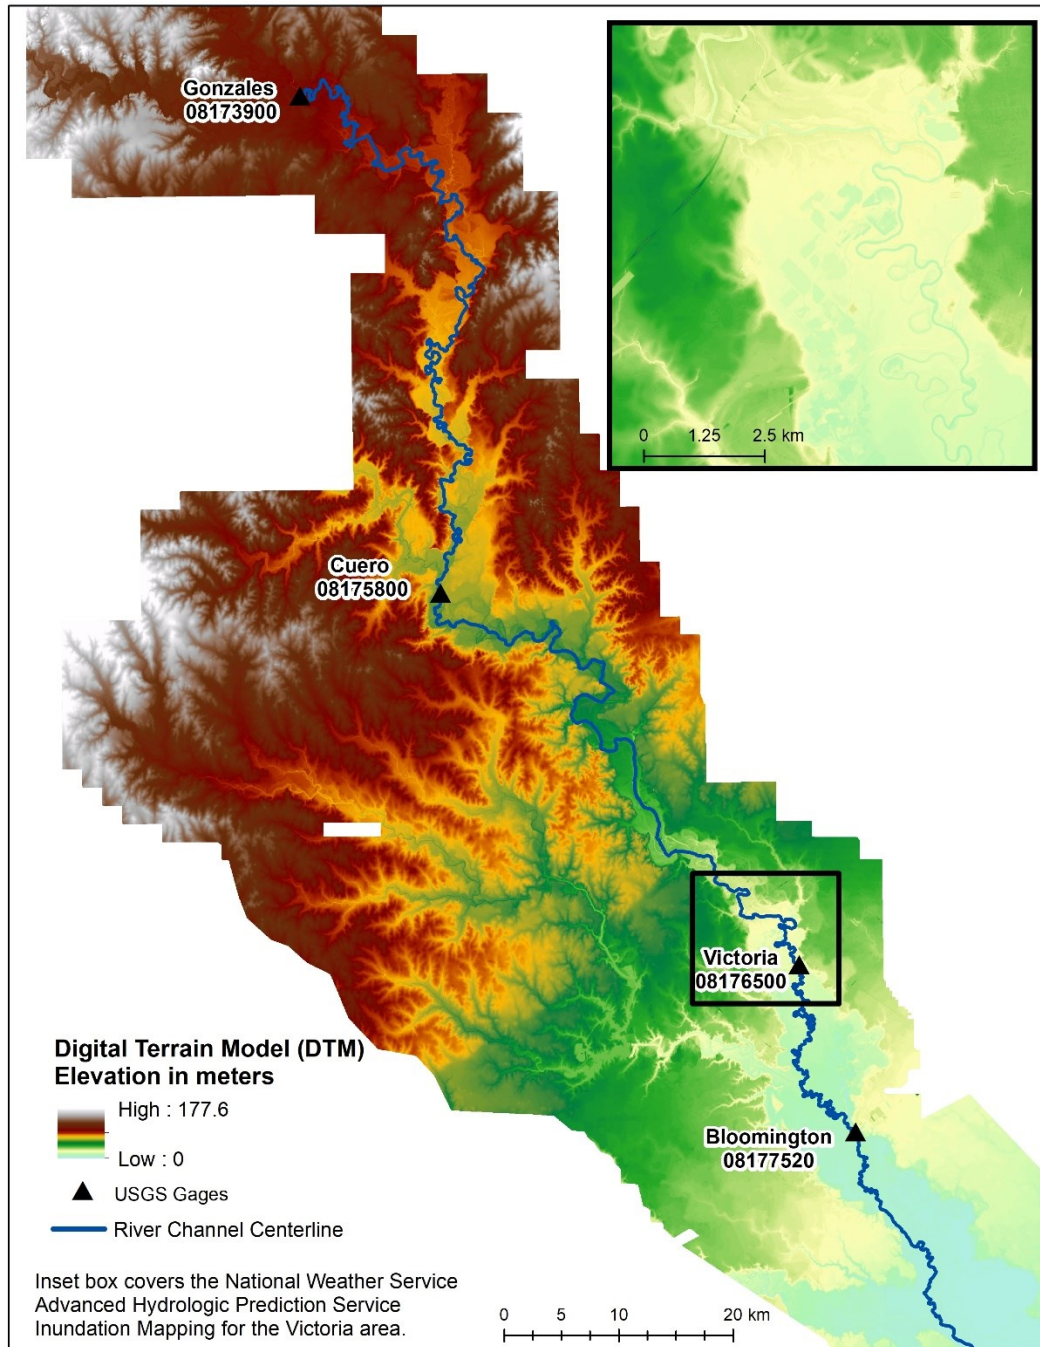 Gonzales
08173900
0 1.25 2.5 km
Cuero
08175800
Victoria
08176500
Bloomington
08177520
Digital Terrain Model (DTM)
Elevation in meters
High : 177.6
Low : 0
USGS Gages
River Channel Centerline
Inset box covers the National Weather Service
Advanced Hydrologic Prediction Service
Inundation Mapping for the Victoria area.
0 5 10 20 km